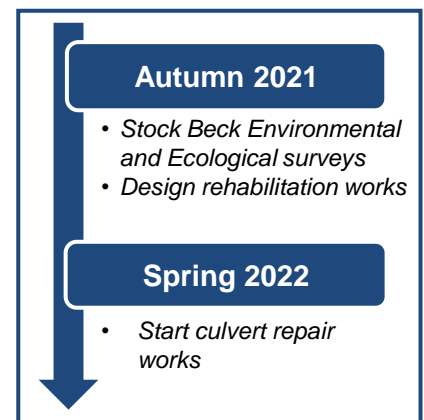 Autumn 2021
• Stock Beck Environmental
and Ecological surveys
• Design rehabilitation works
Spring 2022
• Start culvert repair
works